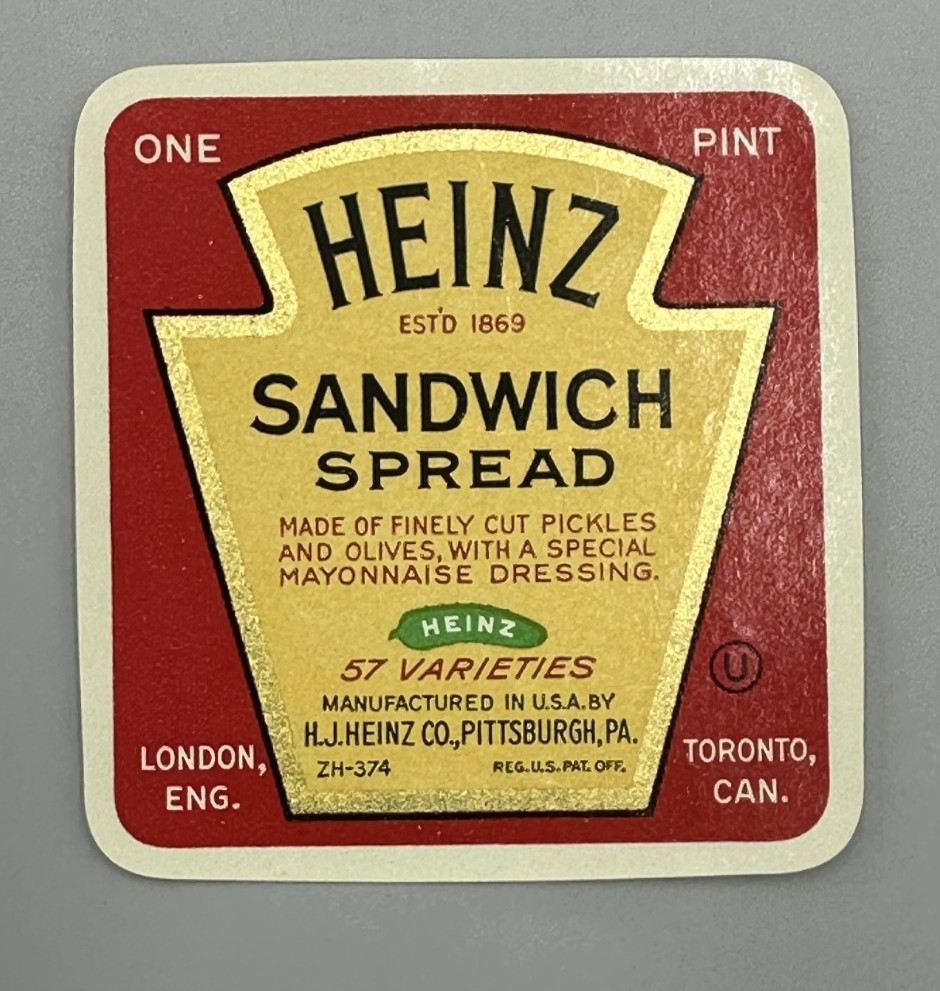 ONE PINT
HEINZ
EST'D 1869
SANDWICH
SPREAD
MADE OF FINELY CUT PICKLES
AND OLIVES, WITH A SPECIAL
MAYONNAISE DRESSING.
HEINZ
57 VARIETIES
U
MANUFACTURED IN U.S.A. BY
H.J. HEINZ CO., PITTSBURGH, PA.
ZH-374 REG. U.S. PAT. OFF.
LONDON,
ENG.
TORONTO,
CAN.